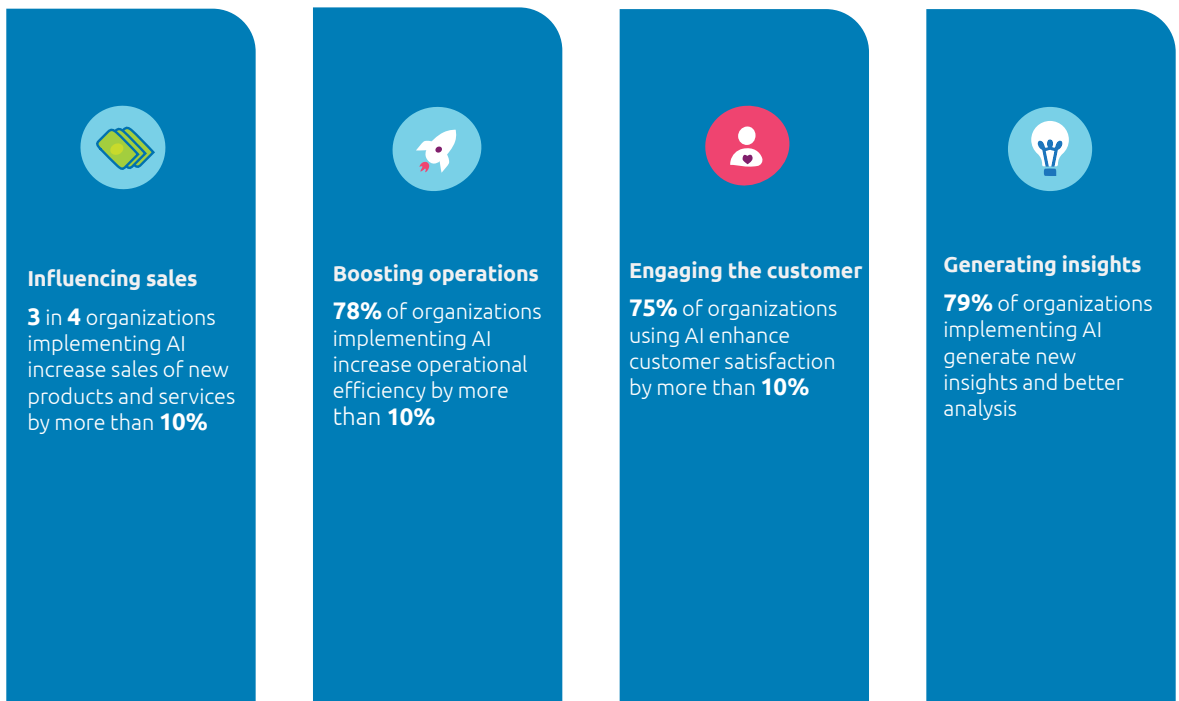 Influencing sales
3 in 4 organizations
implementing AI
increase sales of new
products and services
by more than 10%
Boosting operations
78% of organizations
implementing AI
increase operational
efficiency by more
than 10%
Engaging the customer
75% of organizations
using AI enhance
customer satisfaction
by more than 10%
Generating insights
79% of organizations
implementing AI
generate new
insights and better
analysis